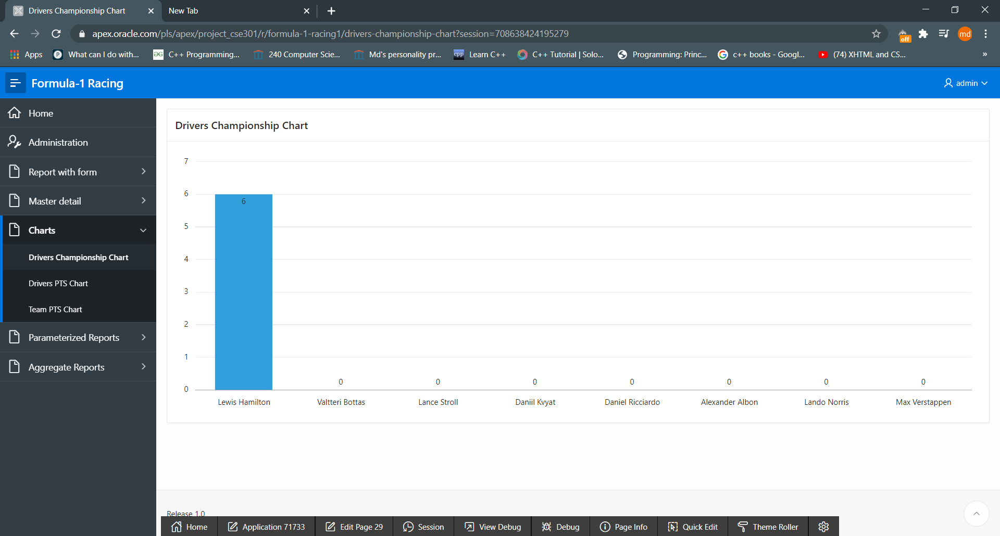 Drivers Championship Chart
New Tab
apex.oracle.com/pls/apex/project_cse301/r/formula-1-racing1/drivers-championship-chart?session=708638424195279
off
md
Apps
What can I do with...
C++ Programming...
240 Computer Scie...
Md's personality pr...
cpp
Learn C++
C++ Tutorial | Solo...
Programming: Princ...
c++ books - Googl...
(74) XHTML and CS...
»
Formula-1 Racing
admin
Home
Administration
Report with form
Master detail
Charts
Drivers Championship Chart
Drivers PTS Chart
Team PTS Chart
Parameterized Reports
Aggregate Reports
Drivers Championship Chart
7
6
5
4
3
2
1
0
6
0
0
0
0
0
0
0
Lewis Hamilton
Valtteri Bottas
Lance Stroll
Daniil Kvyat
Daniel Ricciardo
Alexander Albon
Lando Norris
Max Verstappen
Release 1.0
Home
Application 71733
Edit Page 29
Session
View Debug
Debug
Page Info
Quick Edit
Theme Roller